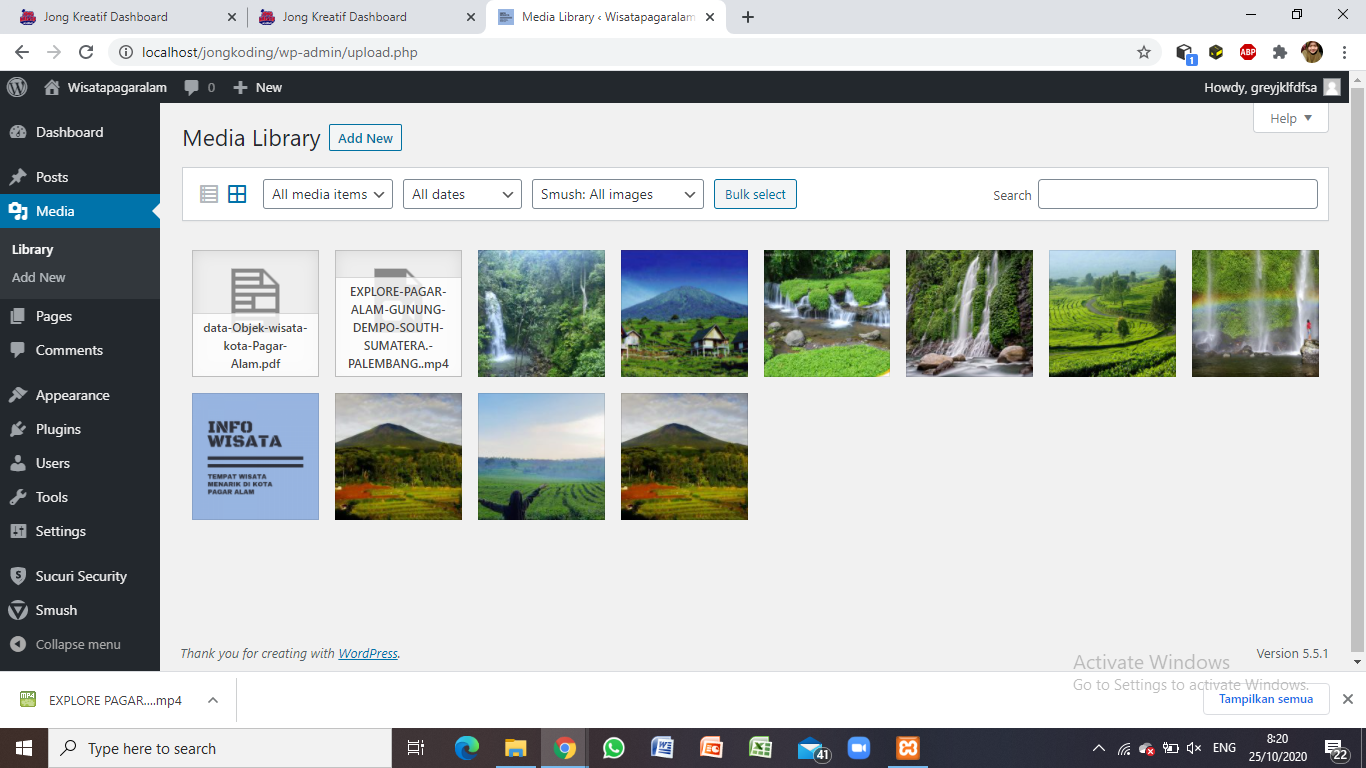 Jong Kreatif Dashboard
Jong Kreatif Dashboard
Media Library ‹ Wisatapagaralam
localhost/jongkoding/wp-admin/upload.php
1
ABP
Wisatapagaralam
0
New
Howdy, greyjklfdfsa
Dashboard
Posts
Media
Library
Add New
Pages
Comments
Appearance
Plugins
Users
Tools
Settings
Sucuri Security
Smush
Collapse menu
Help
Media Library
Add New
All media items
All dates
Smush: All images
Bulk select
Search
data-Objek-wisata-
kota-Pagar-
Alam.pdf
EXPLORE-PAGAR-
ALAM-GUNUNG-
DEMPO-SOUTH-
SUMATERA.-
PALEMBANG..mp4
INFO
WISATA
TEMPAT WISATA
MENARIK DI KOTA
PAGAR ALAM
Thank you for creating with WordPress.
Version 5.5.1
Activate Windows
Go to Settings to activate Windows.
MP4
EXPLORE PAGAR....mp4
Tampilkan semua
Type here to search
41
ENG
8:20
25/10/2020
22